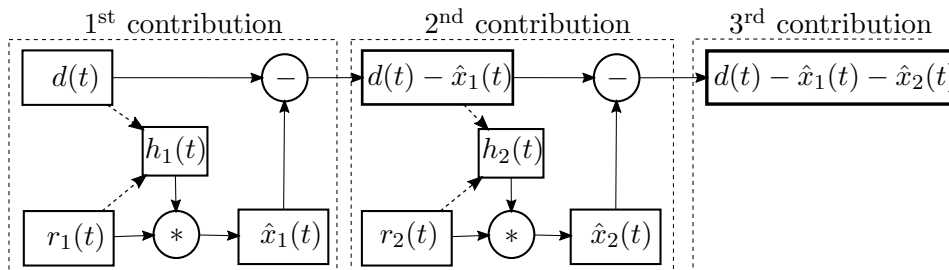 1st contribution 2nd contribution 3rd contribution
d(t) − d(t) − x̂₁(t) − d(t) − x̂₁(t) − x̂₂(t)
h₁(t) h₂(t)
r₁(t) * x̂₁(t) r₂(t) * x̂₂(t)